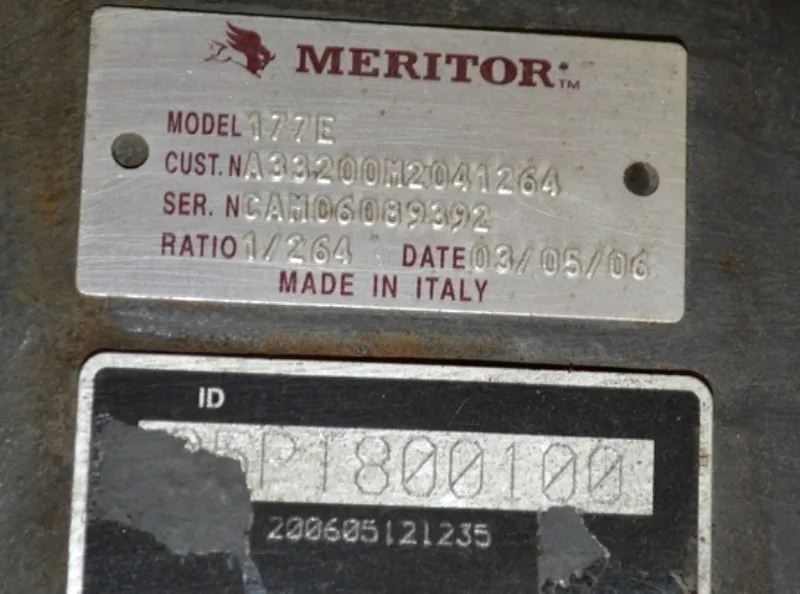 MERITOR™
MODEL 177E
CUST.N A33200M2041264
SER. N CAM06089392
RATIO 1/264 DATE 03/05/06
MADE IN ITALY
ID
200605121235